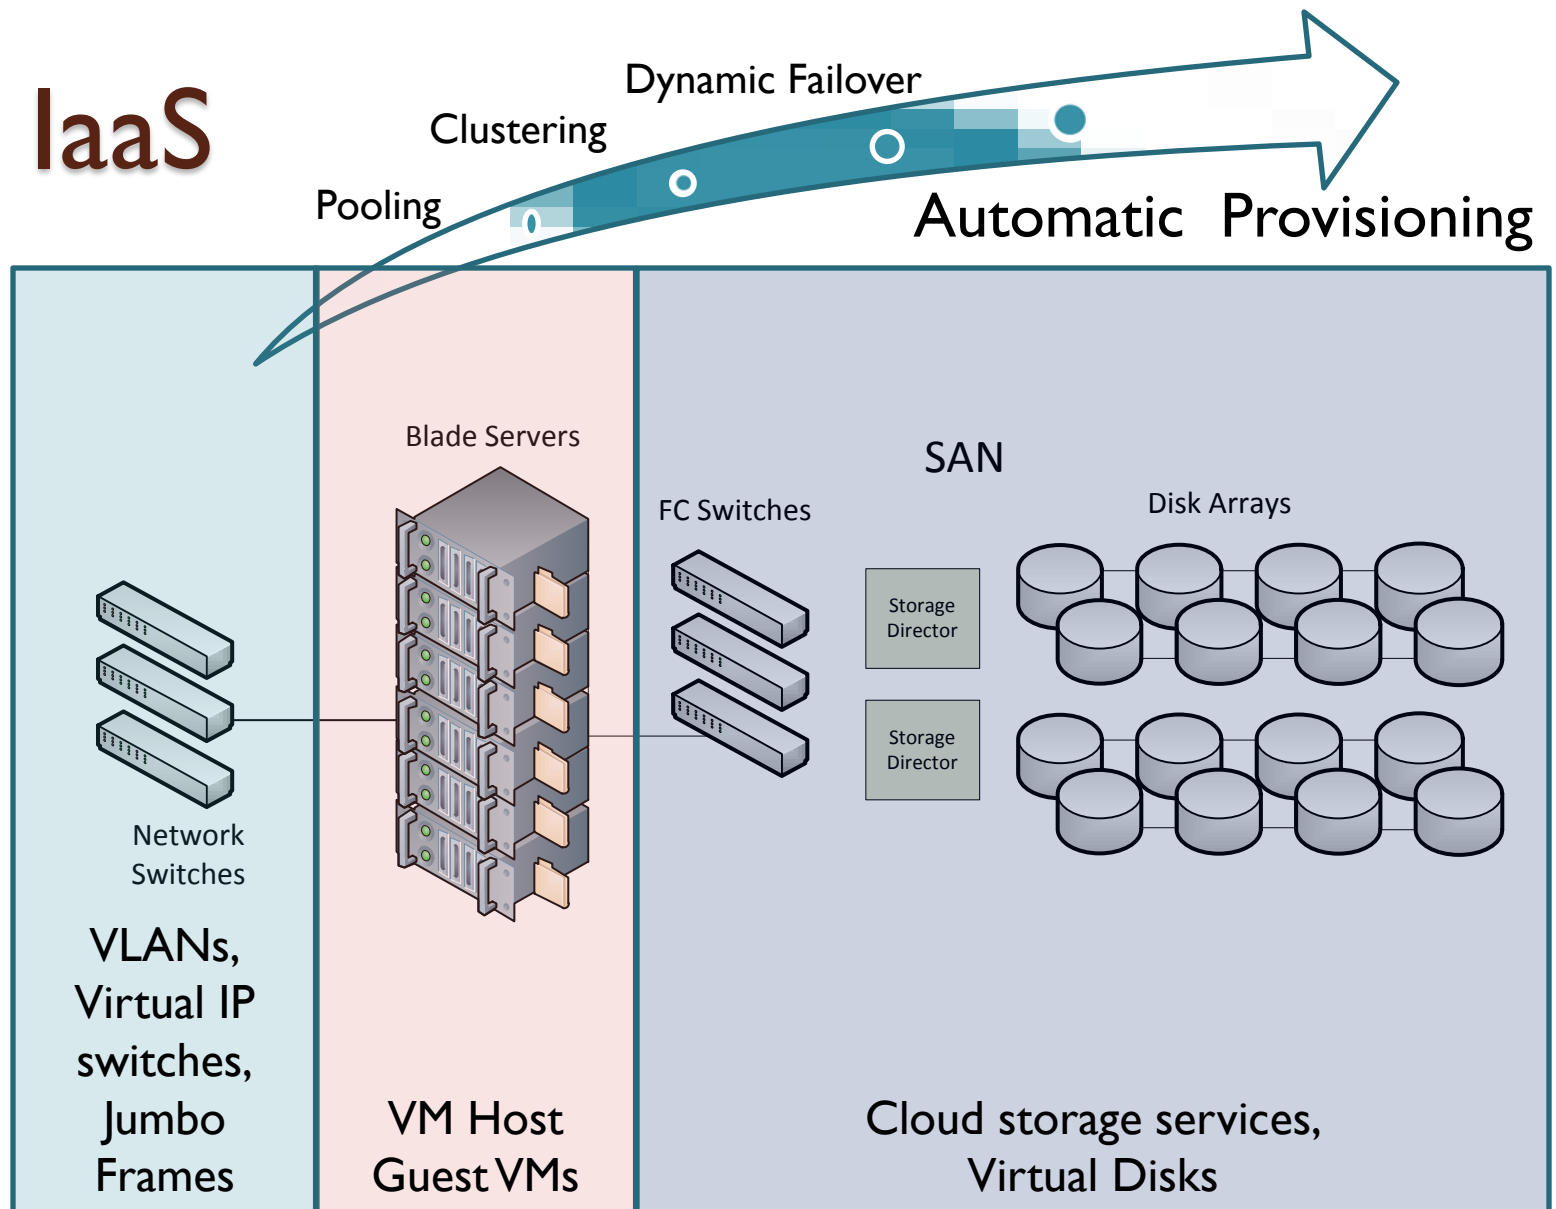 IaaS
Dynamic Failover
Clustering
Pooling
Automatic Provisioning
Blade Servers
SAN
FC Switches
Disk Arrays
Storage
Director
Storage
Director
Network
Switches
VLANs,
Virtual IP
switches,
Jumbo
Frames
VM Host
Guest VMs
Cloud storage services,
Virtual Disks